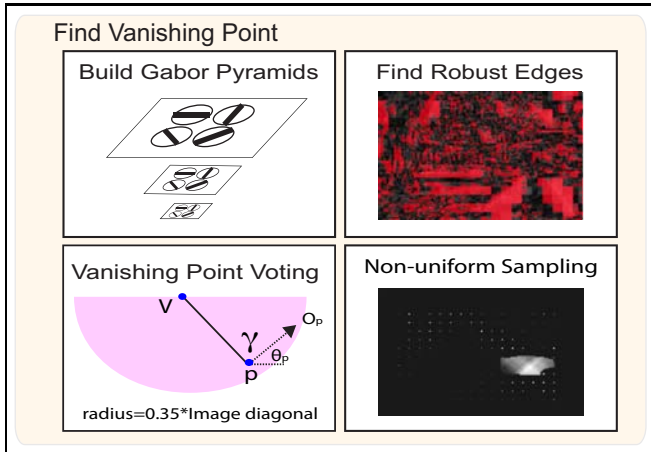 Find Vanishing Point
Build Gabor Pyramids
Find Robust Edges
Vanishing Point Voting
V
γ
Oₚ
θₚ
p
radius=0.35*Image diagonal
Non-uniform Sampling